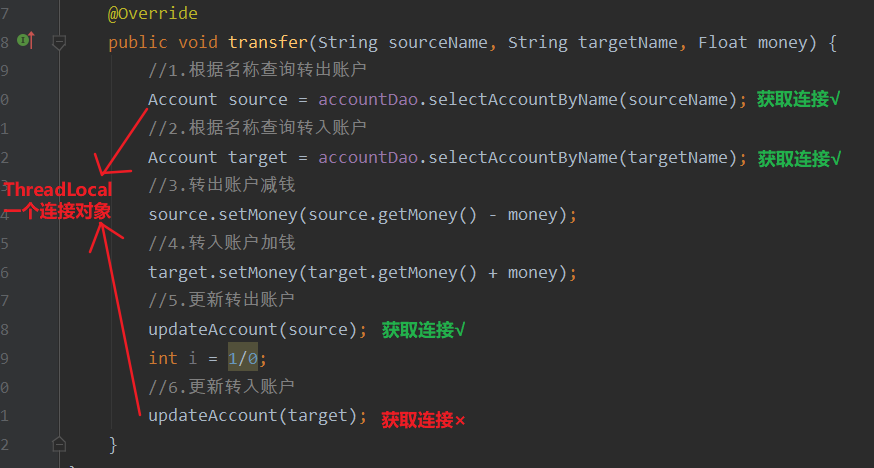 7 @Override
8 public void transfer(String sourceName, String targetName, Float money) {
9 //1.根据名称查询转出账户
0 Account source = accountDao.selectAccountByName(sourceName); 获取连接√
1 //2.根据名称查询转入账户
2 Account target = accountDao.selectAccountByName(targetName); 获取连接√
//3.转出账户减钱
ThreadLocal
一个连接对象
4 source.setMoney(source.getMoney() - money);
5 //4.转入账户加钱
6 target.setMoney(target.getMoney() + money);
7 //5.更新转出账户
8 updateAccount(source); 获取连接√
9 int i = 1/0;
0 //6.更新转入账户
1 updateAccount(target); 获取连接×
2 }